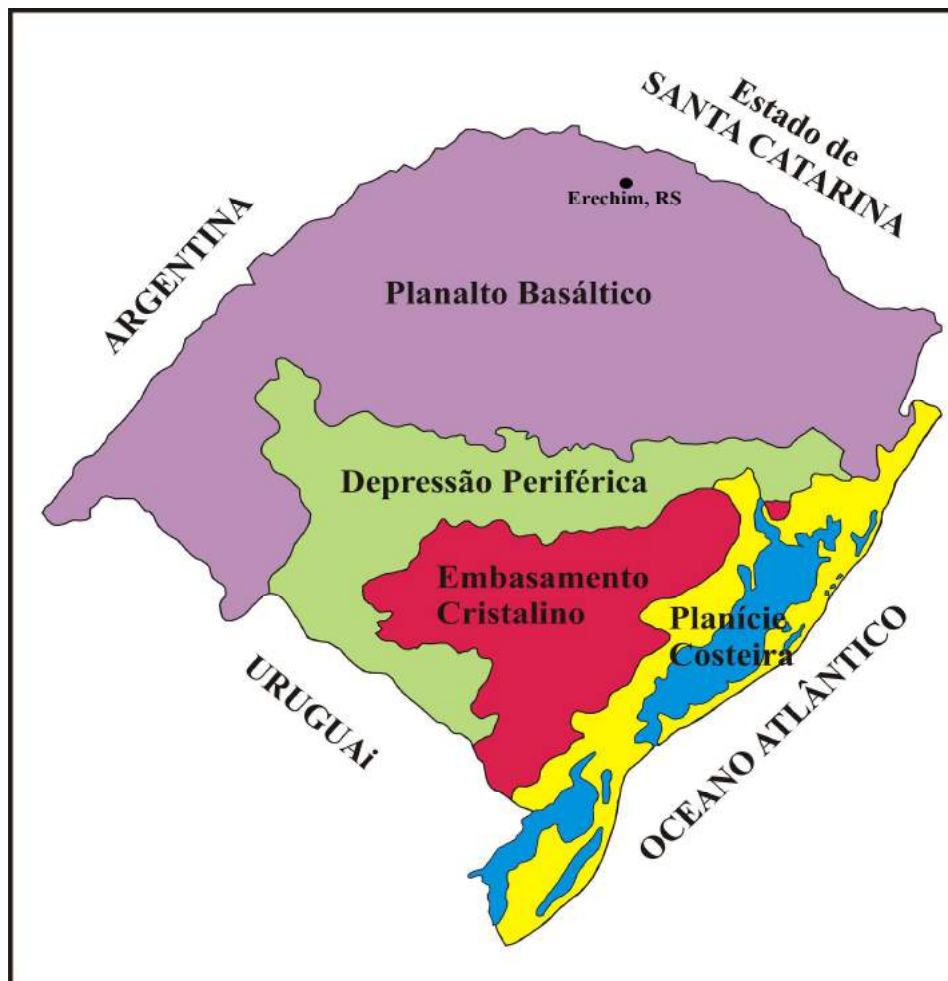 Estado de
SANTA CATARINA
Erechim, RS
ARGENTINA
Planalto Basáltico
Depressão Periférica
Embasamento
Cristalino
Planície
Costeira
URUGUAi
OCEANO ATLÂNTICO